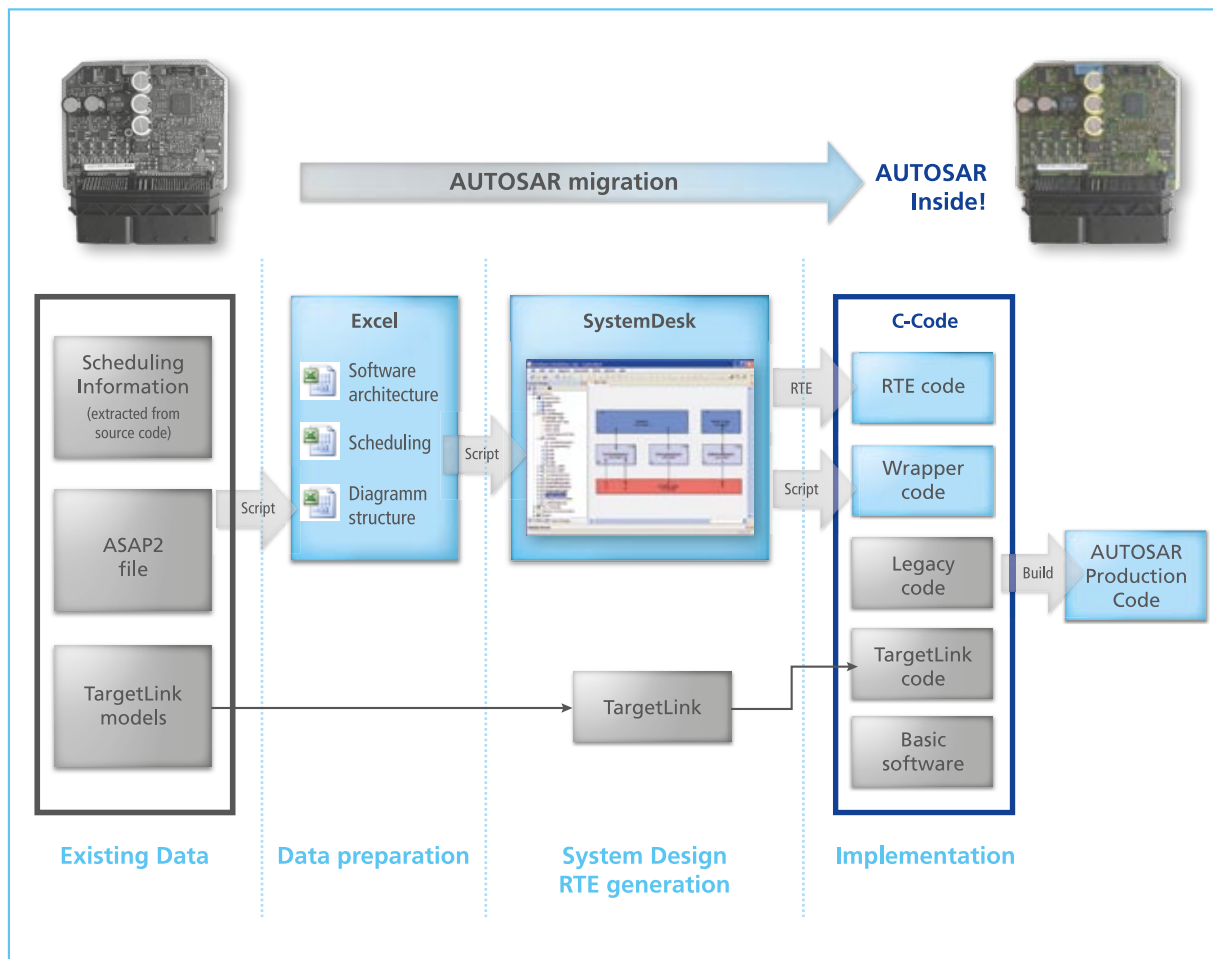 AUTOSAR migration
AUTOSAR
Inside!
Scheduling
Information
(extracted from
source code)
ASAP2
file
TargetLink
models
Script
Excel
Software
architecture
Scheduling
Diagramm
structure
Script
SystemDesk
RTE
Script
TargetLink
C-Code
RTE code
Wrapper
code
Legacy
code
TargetLink
code
Basic
software
Build
AUTOSAR
Production
Code
Existing Data
Data preparation
System Design
RTE generation
Implementation